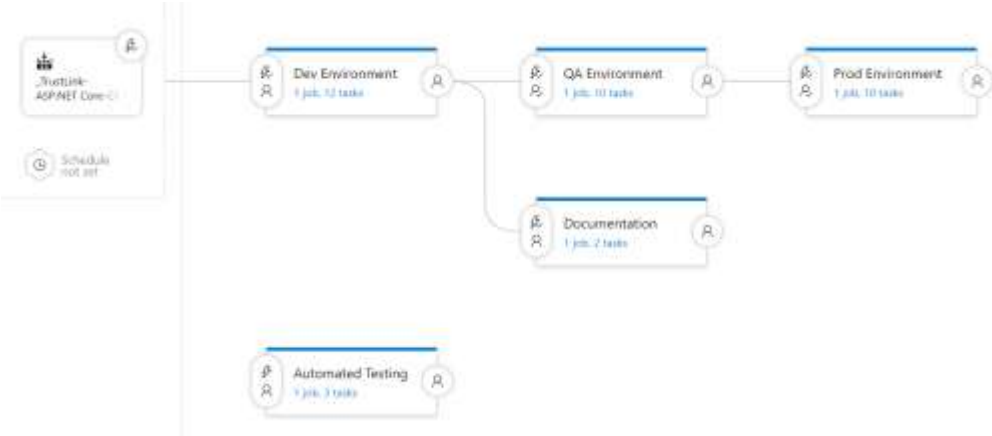 _TrustLink-
ASP.NET Core-CI
Schedule
not set
Dev Environment
1 job, 12 tasks
QA Environment
1 job, 10 tasks
Prod Environment
1 job, 10 tasks
Documentation
1 job, 2 tasks
Automated Testing
1 job, 3 tasks